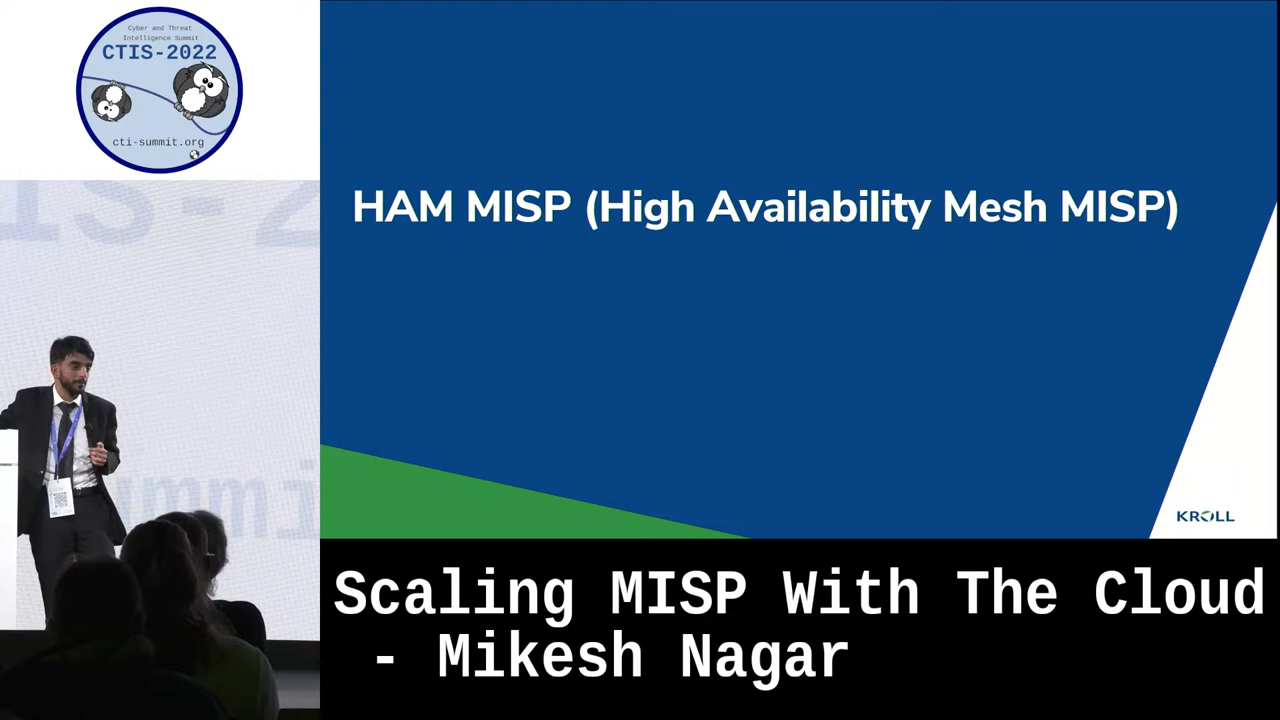 Cyber and Threat
Intelligence Summit
CTIS-2022
cti-summit.org
HAM MISP (High Availability Mesh MISP)
KROLL
Scaling MISP With The Cloud
- Mikesh Nagar